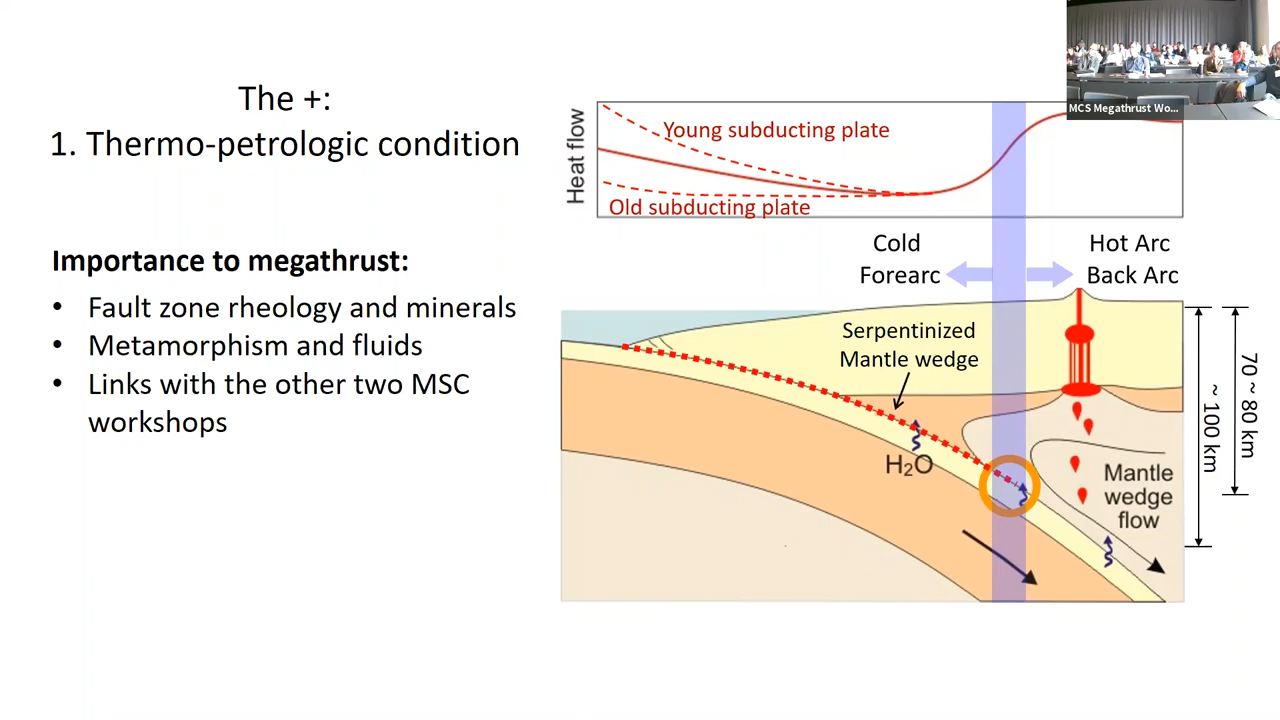 The +:
1. Thermo-petrologic condition
Importance to megathrust:
• Fault zone rheology and minerals
• Metamorphism and fluids
• Links with the other two MSC
workshops
MCS Megathrust Wo...
Heat flow
Young subducting plate
Old subducting plate
Cold
Forearc
Hot Arc
Back Arc
Serpentinized
Mantle wedge
H₂O
Mantle
wedge
flow
~ 100 km
70 ~ 80 km